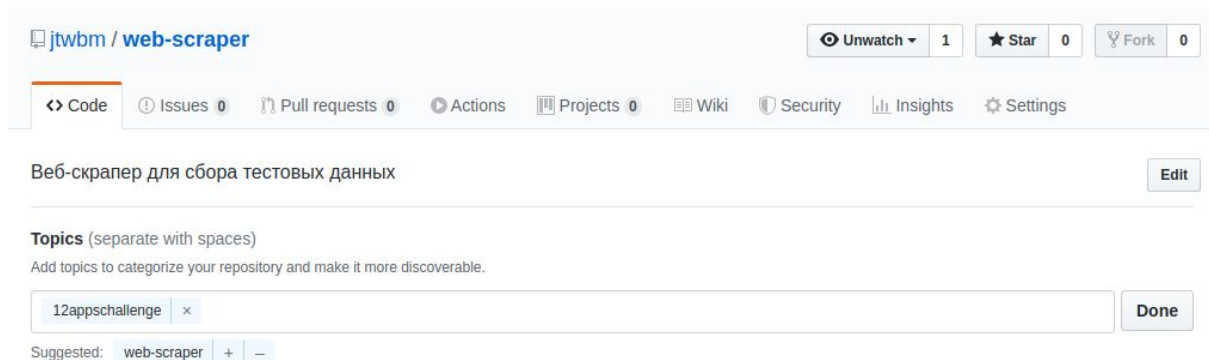 jtwbm / web-scraper Unwatch 1 Star 0 Fork 0
Code Issues 0 Pull requests 0 Actions Projects 0 Wiki Security Insights Settings
Веб-скрапер для сбора тестовых данных Edit
Topics (separate with spaces)
Add topics to categorize your repository and make it more discoverable.
12appschallenge × Done
Suggested: web-scraper + –